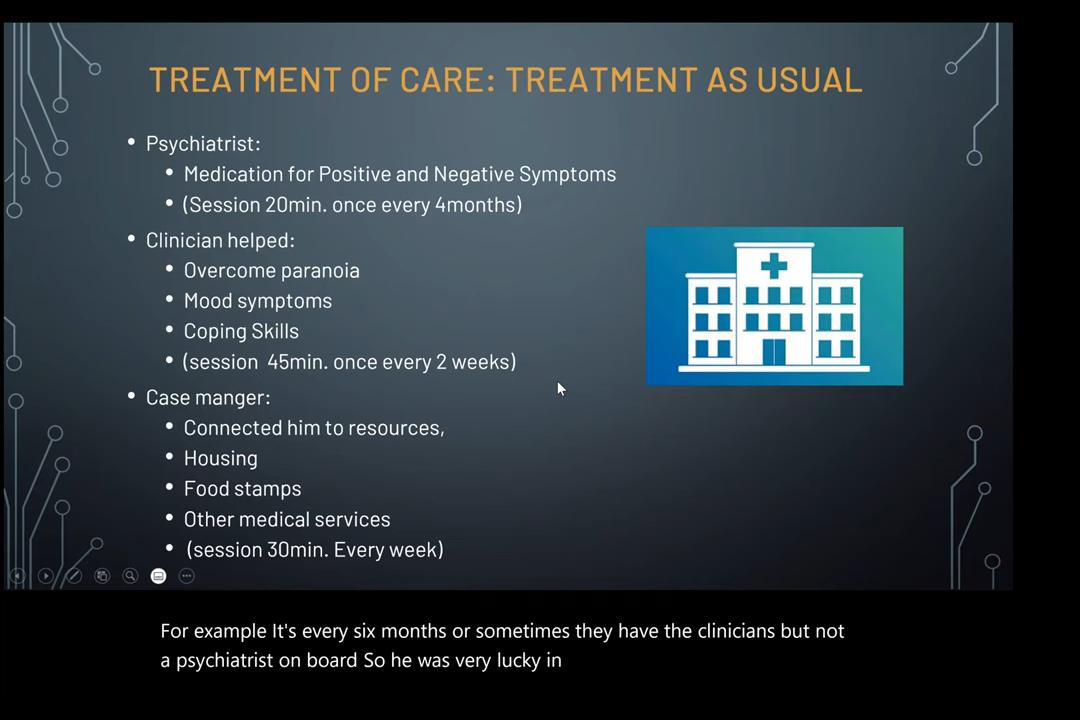 TREATMENT OF CARE: TREATMENT AS USUAL
• Psychiatrist:
• Medication for Positive and Negative Symptoms
• (Session 20min. once every 4months)
• Clinician helped:
• Overcome paranoia
• Mood symptoms
• Coping Skills
• (session 45min. once every 2 weeks)
• Case manger:
• Connected him to resources,
• Housing
• Food stamps
• Other medical services
• (session 30min. Every week)
For example It's every six months or sometimes they have the clinicians but not
a psychiatrist on board So he was very lucky in